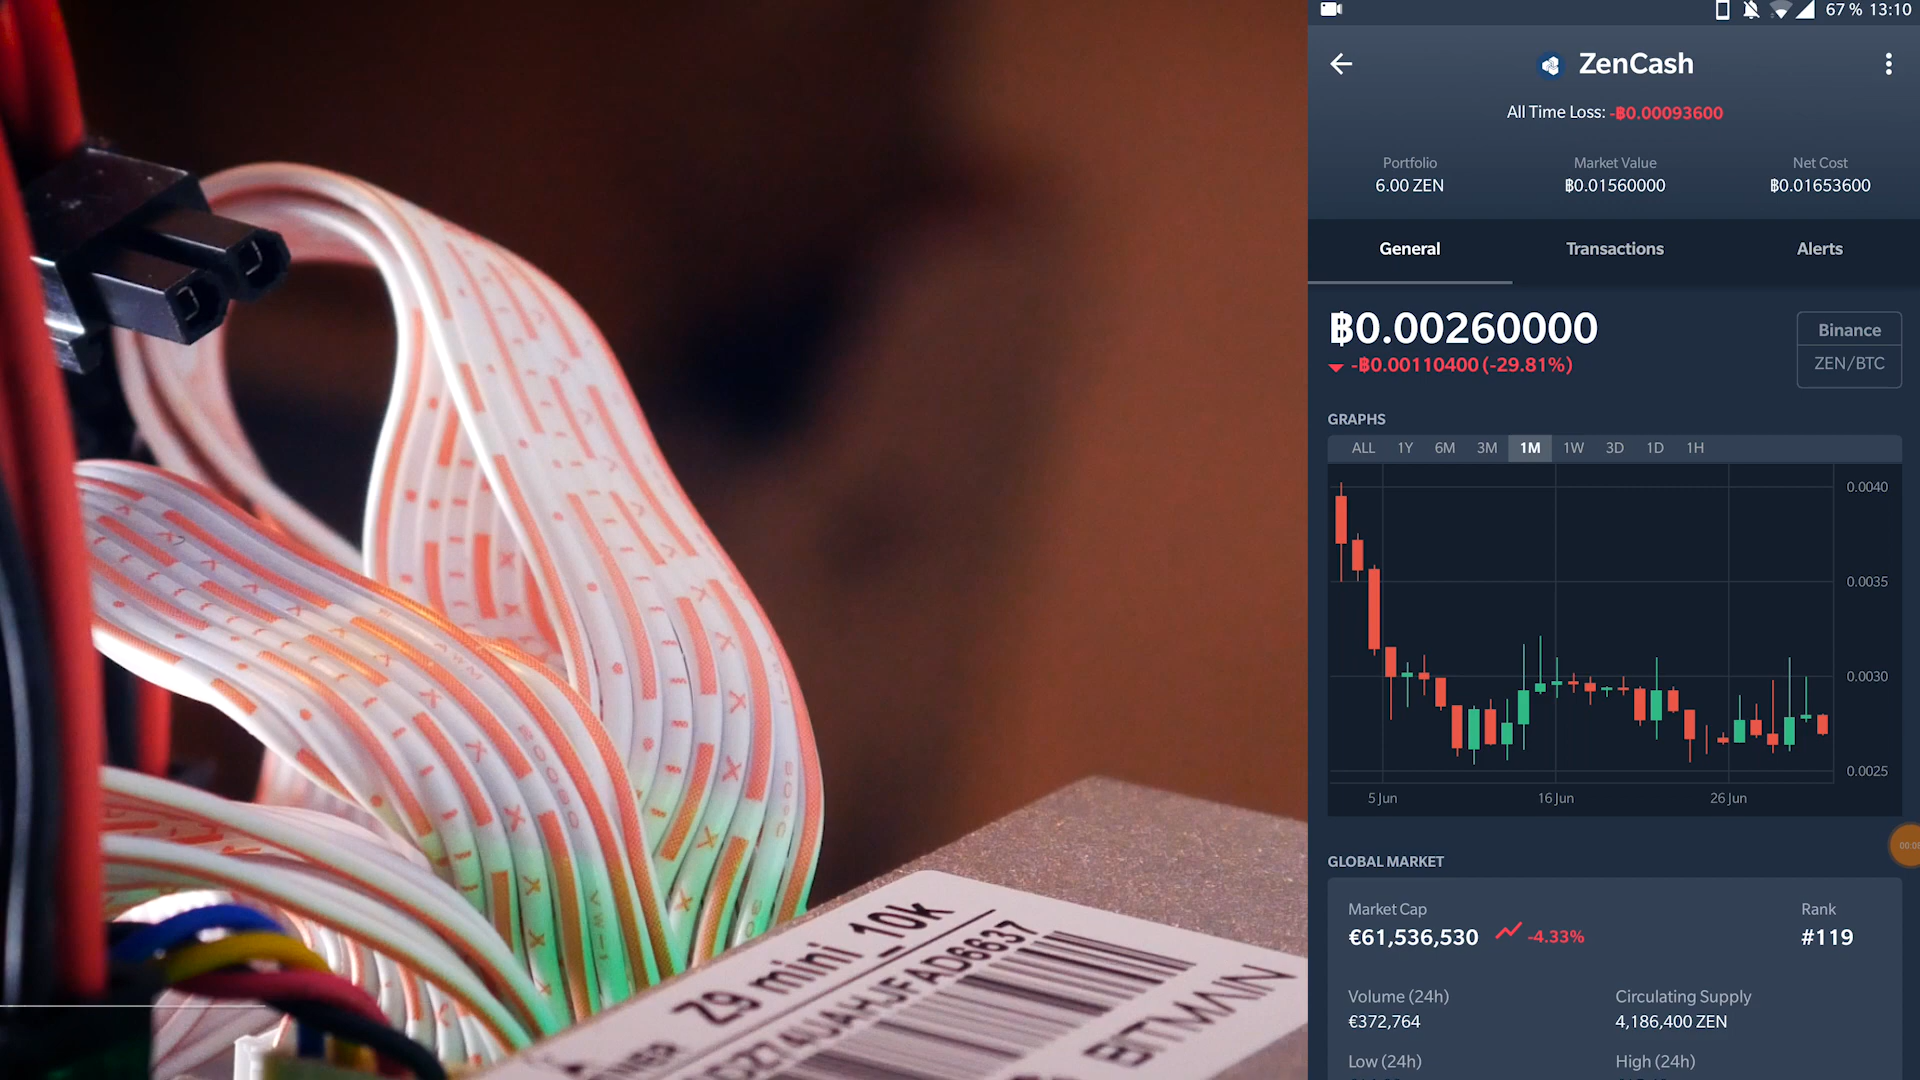 67 % 13:10
ZenCash
All Time Loss: -฿0.00093600
Portfolio
6.00 ZEN
Market Value
฿0.01560000
Net Cost
฿0.01653600
General
Transactions
Alerts
฿0.00260000
-฿0.00110400 (-29.81%)
Binance
ZEN/BTC
GRAPHS
ALL 1Y 6M 3M 1M 1W 3D 1D 1H
0.0040
0.0035
0.0030
0.0025
5 Jun
16 Jun
26 Jun
GLOBAL MARKET
Market Cap
€61,536,530
-4.33%
Rank
#119
Volume (24h)
€372,764
Circulating Supply
4,186,400 ZEN
Low (24h)
High (24h)
Z9 mini_10k
BITMAIN